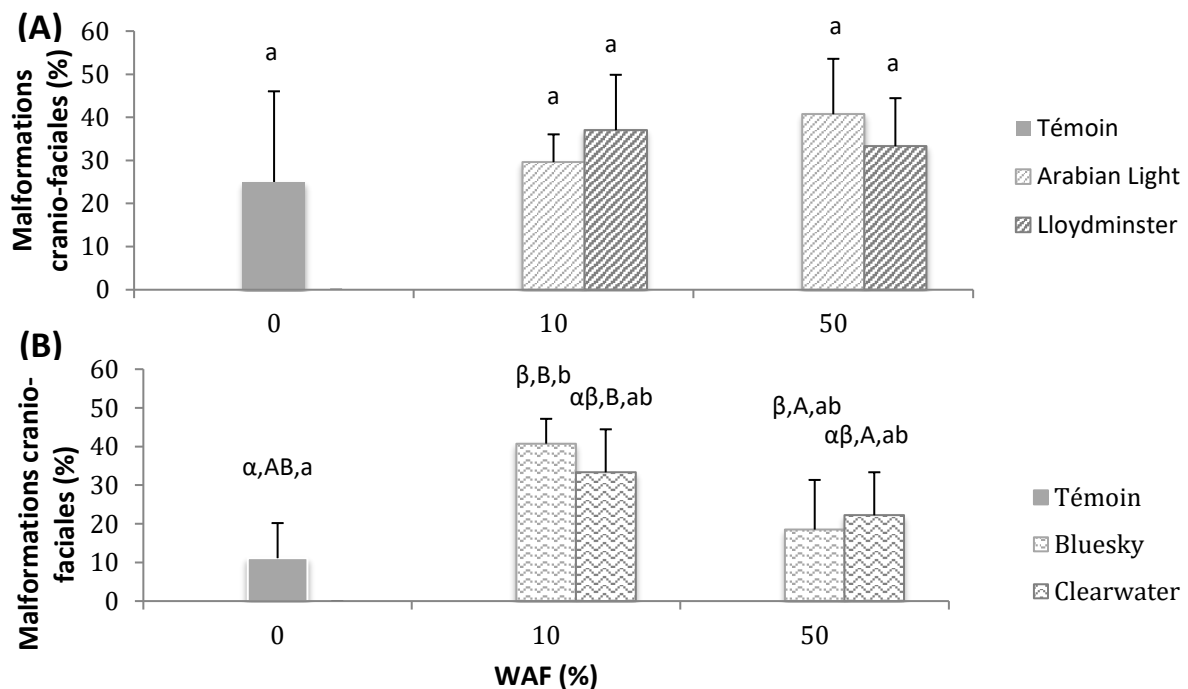 (A)
Malformations
cranio-faciales (%)
60
50
40
30
20
10
0
a
a
a
a
a
0
10
50
Témoin
Arabian Light
Lloydminster
(B)
Malformations cranio-
faciales (%)
60
50
40
30
20
10
0
α,AB,a
β,B,b
αβ,B,ab
β,A,ab
αβ,A,ab
0
10
50
WAF (%)
Témoin
Bluesky
Clearwater